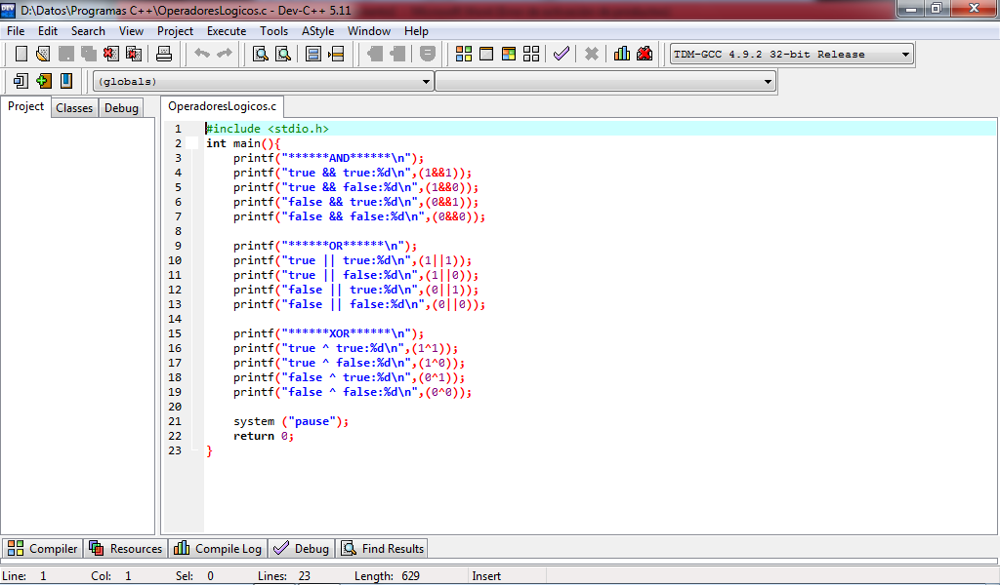 D:\Datos\Programas C++\OperadoresLogicos.c - Dev-C++ 5.11
File Edit Search View Project Execute Tools AStyle Window Help
TDM-GCC 4.9.2 32-bit Release
(globals)
Project Classes Debug
OperadoresLogicos.c
1 #include <stdio.h>
2 int main(){
3 printf("******AND******\n");
4 printf("true && true:%d\n",(1&&1));
5 printf("true && false:%d\n",(1&&0));
6 printf("false && true:%d\n",(0&&1));
7 printf("false && false:%d\n",(0&&0));
8
9 printf("******OR******\n");
10 printf("true || true:%d\n",(1||1));
11 printf("true || false:%d\n",(1||0));
12 printf("false || true:%d\n",(0||1));
13 printf("false || false:%d\n",(0||0));
14
15 printf("******XOR******\n");
16 printf("true ^ true:%d\n",(1^1));
17 printf("true ^ false:%d\n",(1^0));
18 printf("false ^ true:%d\n",(0^1));
19 printf("false ^ false:%d\n",(0^0));
20
21 system ("pause");
22 return 0;
23 }
Compiler Resources Compile Log Debug Find Results
Line: 1 Col: 1 Sel: 0 Lines: 23 Length: 629 Insert